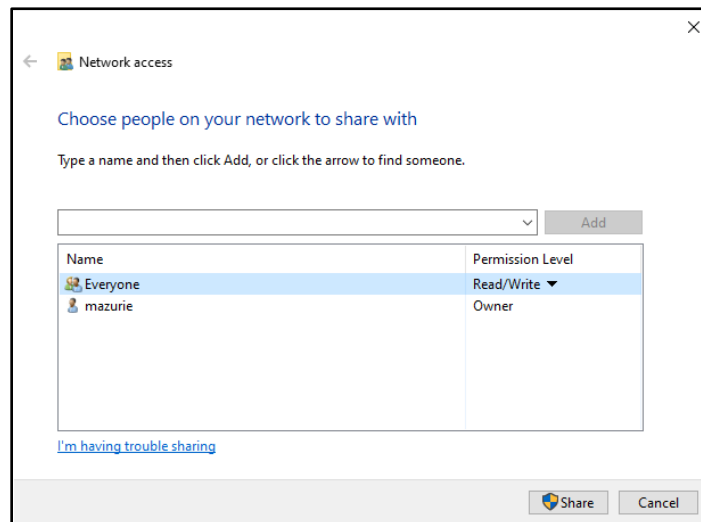 Network access
Choose people on your network to share with
Type a name and then click Add, or click the arrow to find someone.
Add
Name Permission Level
Everyone Read/Write
mazurie Owner
I'm having trouble sharing
Share Cancel